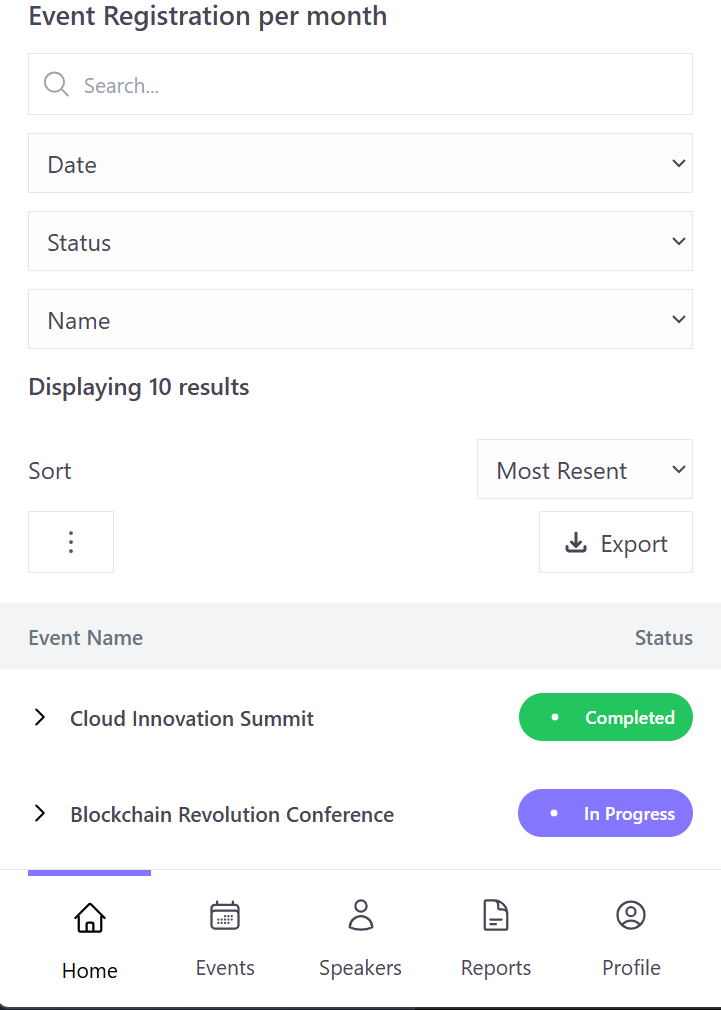 Event Registration per month
Search...
Date
Status
Name
Displaying 10 results
Sort
Most Resent
Export
Event Name Status
Cloud Innovation Summit Completed
Blockchain Revolution Conference In Progress
Home Events Speakers Reports Profile